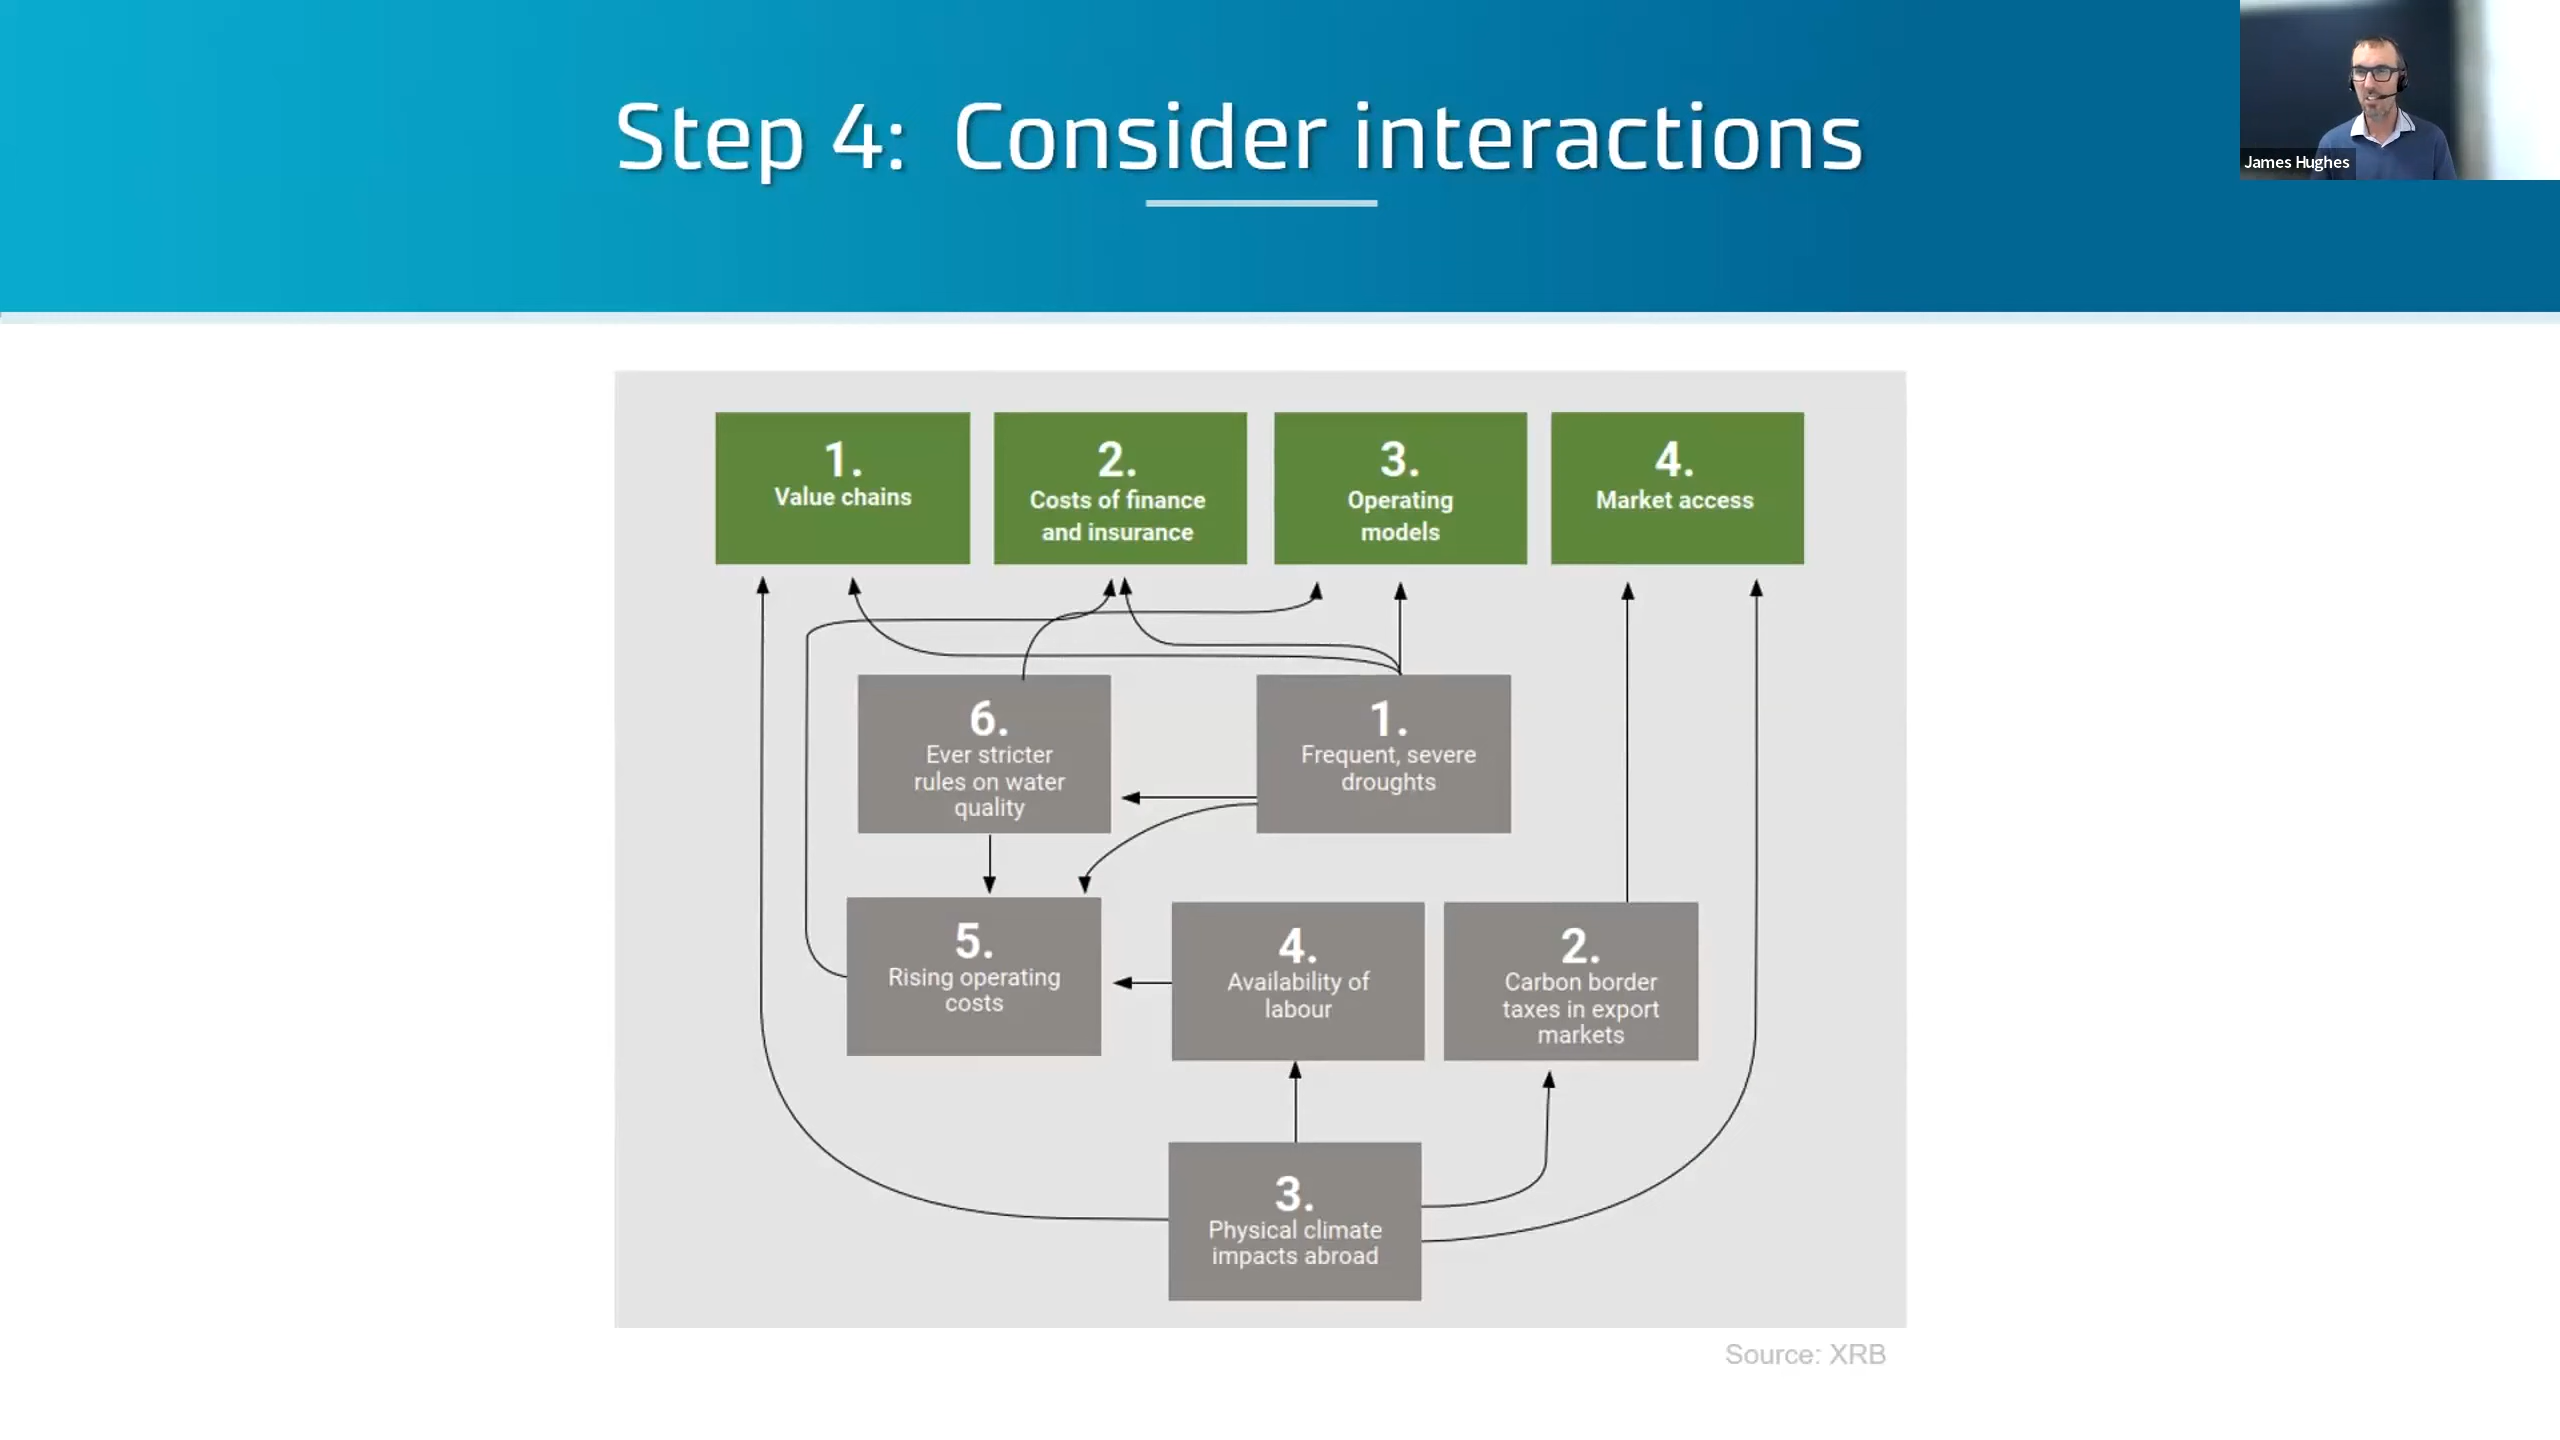 Step 4: Consider interactions
James Hughes
1.
Value chains
2.
Costs of finance
and insurance
3.
Operating
models
4.
Market access
6.
Ever stricter
rules on water
quality
1.
Frequent, severe
droughts
5.
Rising operating
costs
4.
Availability of
labour
2.
Carbon border
taxes in export
markets
3.
Physical climate
impacts abroad
Source: XRB